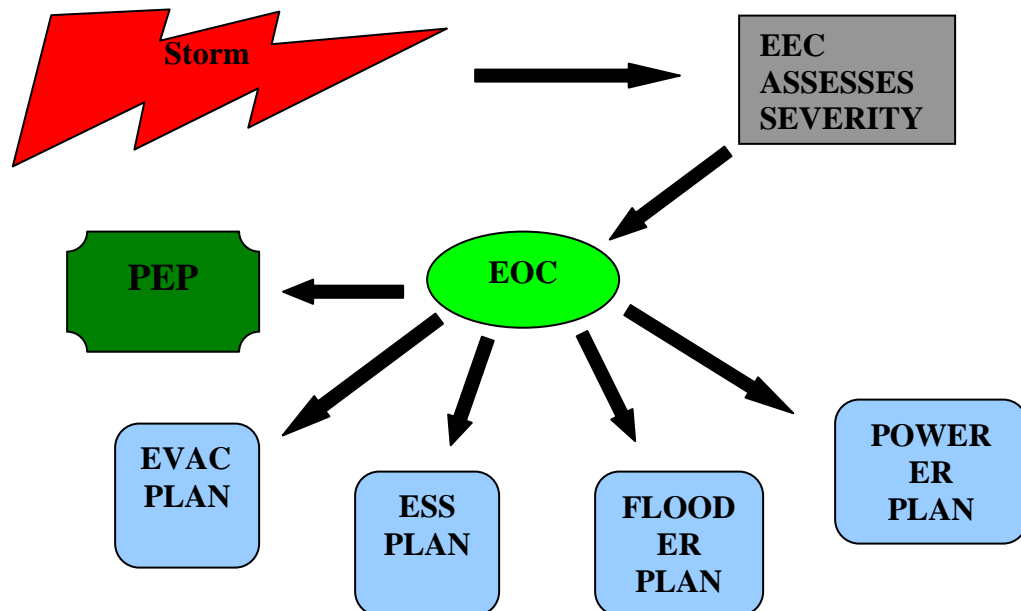 Storm
EEC
ASSESSES
SEVERITY
PEP
EOC
EVAC
PLAN
ESS
PLAN
FLOOD
ER
PLAN
POWER
ER
PLAN